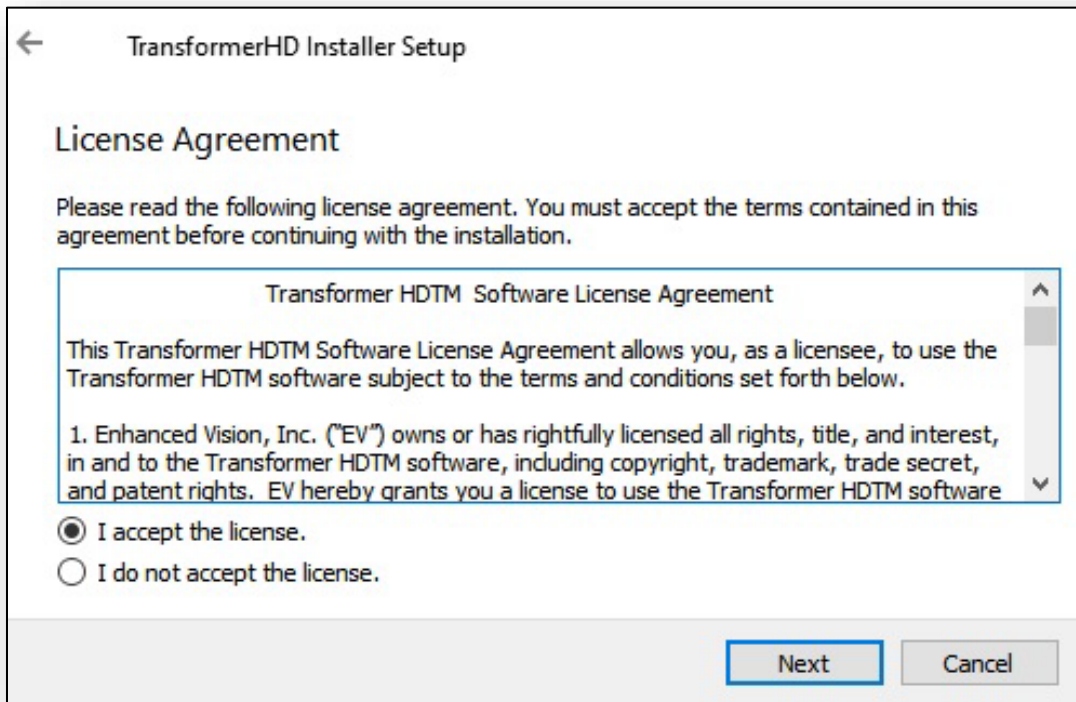 TransformerHD Installer Setup
License Agreement
Please read the following license agreement. You must accept the terms contained in this
agreement before continuing with the installation.
Transformer HDTM  Software License Agreement
This Transformer HDTM Software License Agreement allows you, as a licensee, to use the
Transformer HDTM software subject to the terms and conditions set forth below.
1. Enhanced Vision, Inc. ("EV") owns or has rightfully licensed all rights, title, and interest,
in and to the Transformer HDTM software, including copyright, trademark, trade secret,
and patent rights.  EV hereby grants you a license to use the Transformer HDTM software
I accept the license.
I do not accept the license.
Next
Cancel